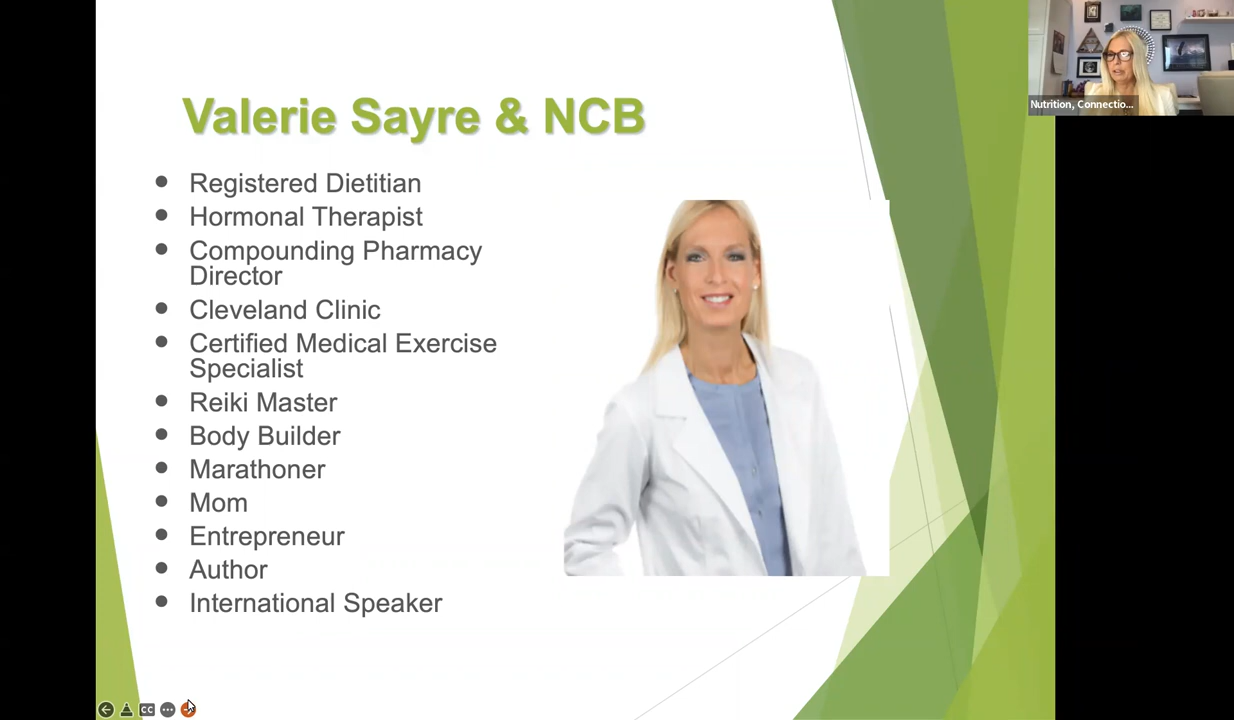 Valerie Sayre & NCB
Registered Dietitian
Hormonal Therapist
Compounding Pharmacy
Director
Cleveland Clinic
Certified Medical Exercise
Specialist
Reiki Master
Body Builder
Marathoner
Mom
Entrepreneur
Author
International Speaker
Nutrition, Connectio...
CC